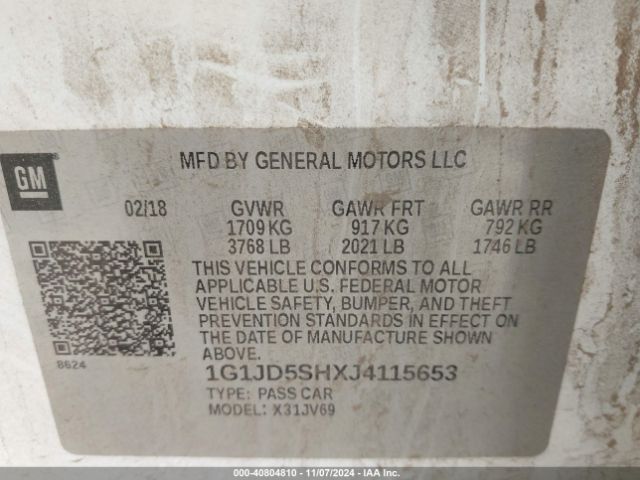 GM
MFD BY GENERAL MOTORS LLC
02/18 GVWR GAWR FRT GAWR RR
1709 KG 917 KG 792 KG
3768 LB 2021 LB 1746 LB
THIS VEHICLE CONFORMS TO ALL
APPLICABLE U.S. FEDERAL MOTOR
VEHICLE SAFETY, BUMPER, AND THEFT
PREVENTION STANDARDS IN EFFECT ON
THE DATE OF MANUFACTURE SHOWN
ABOVE.
8624
1G1JD5SHXJ4115653
TYPE: PASS CAR
MODEL: X31JV69
000-40804810 - 11/07/2024 - IAAI.COM